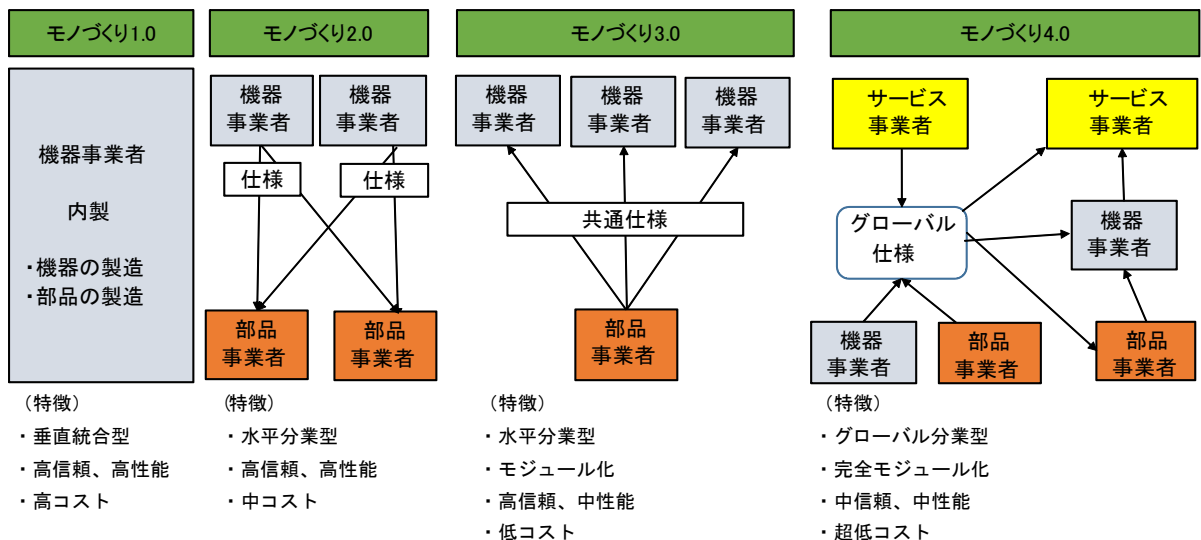 モノづくり1.0
機器事業者
内製
・機器の製造
・部品の製造
(特徴)
・垂直統合型
・高信頼、高性能
・高コスト
モノづくり2.0
機器
事業者
機器
事業者
仕様
仕様
部品
事業者
部品
事業者
(特徴)
・水平分業型
・高信頼、高性能
・中コスト
モノづくり3.0
機器
事業者
機器
事業者
機器
事業者
共通仕様
部品
事業者
(特徴)
・水平分業型
・モジュール化
・高信頼、中性能
・低コスト
モノづくり4.0
サービス
事業者
サービス
事業者
グローバル
仕様
機器
事業者
機器
事業者
部品
事業者
部品
事業者
(特徴)
・グローバル分業型
・完全モジュール化
・中信頼、中性能
・超低コスト